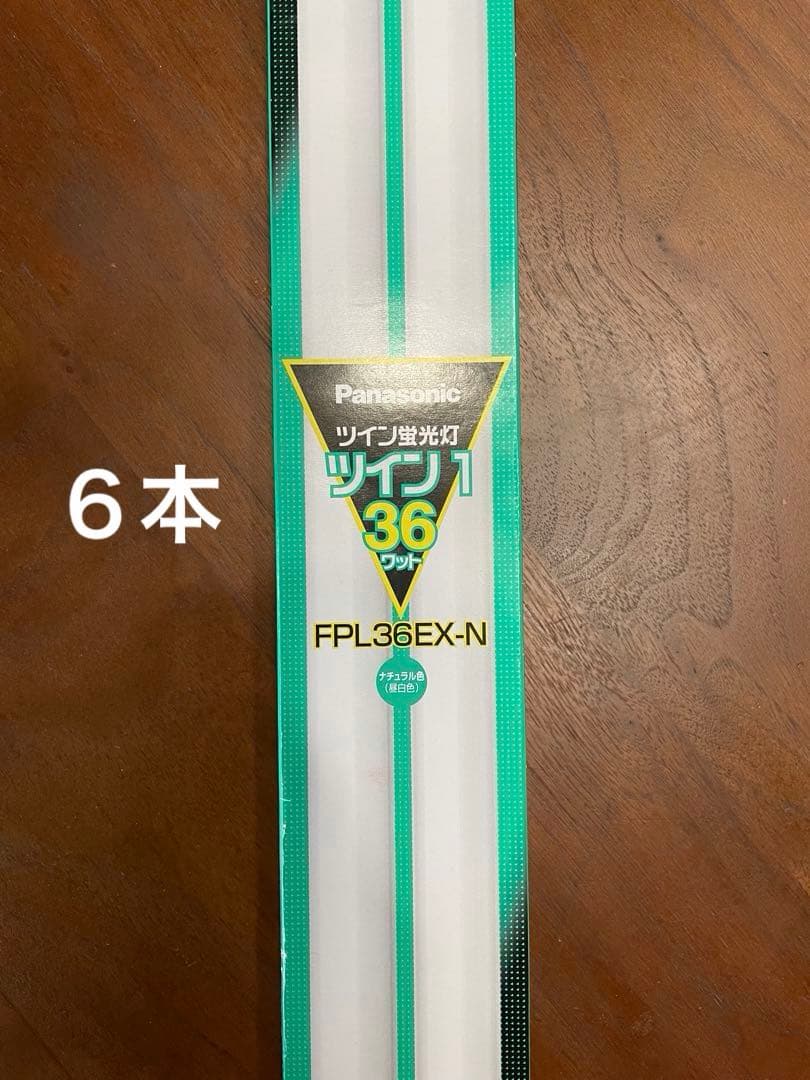 Panasonic
ツイン蛍光灯
ツイン1
36
ワット
6本
FPL36EX-N
ナチュラル色
(昼白色)